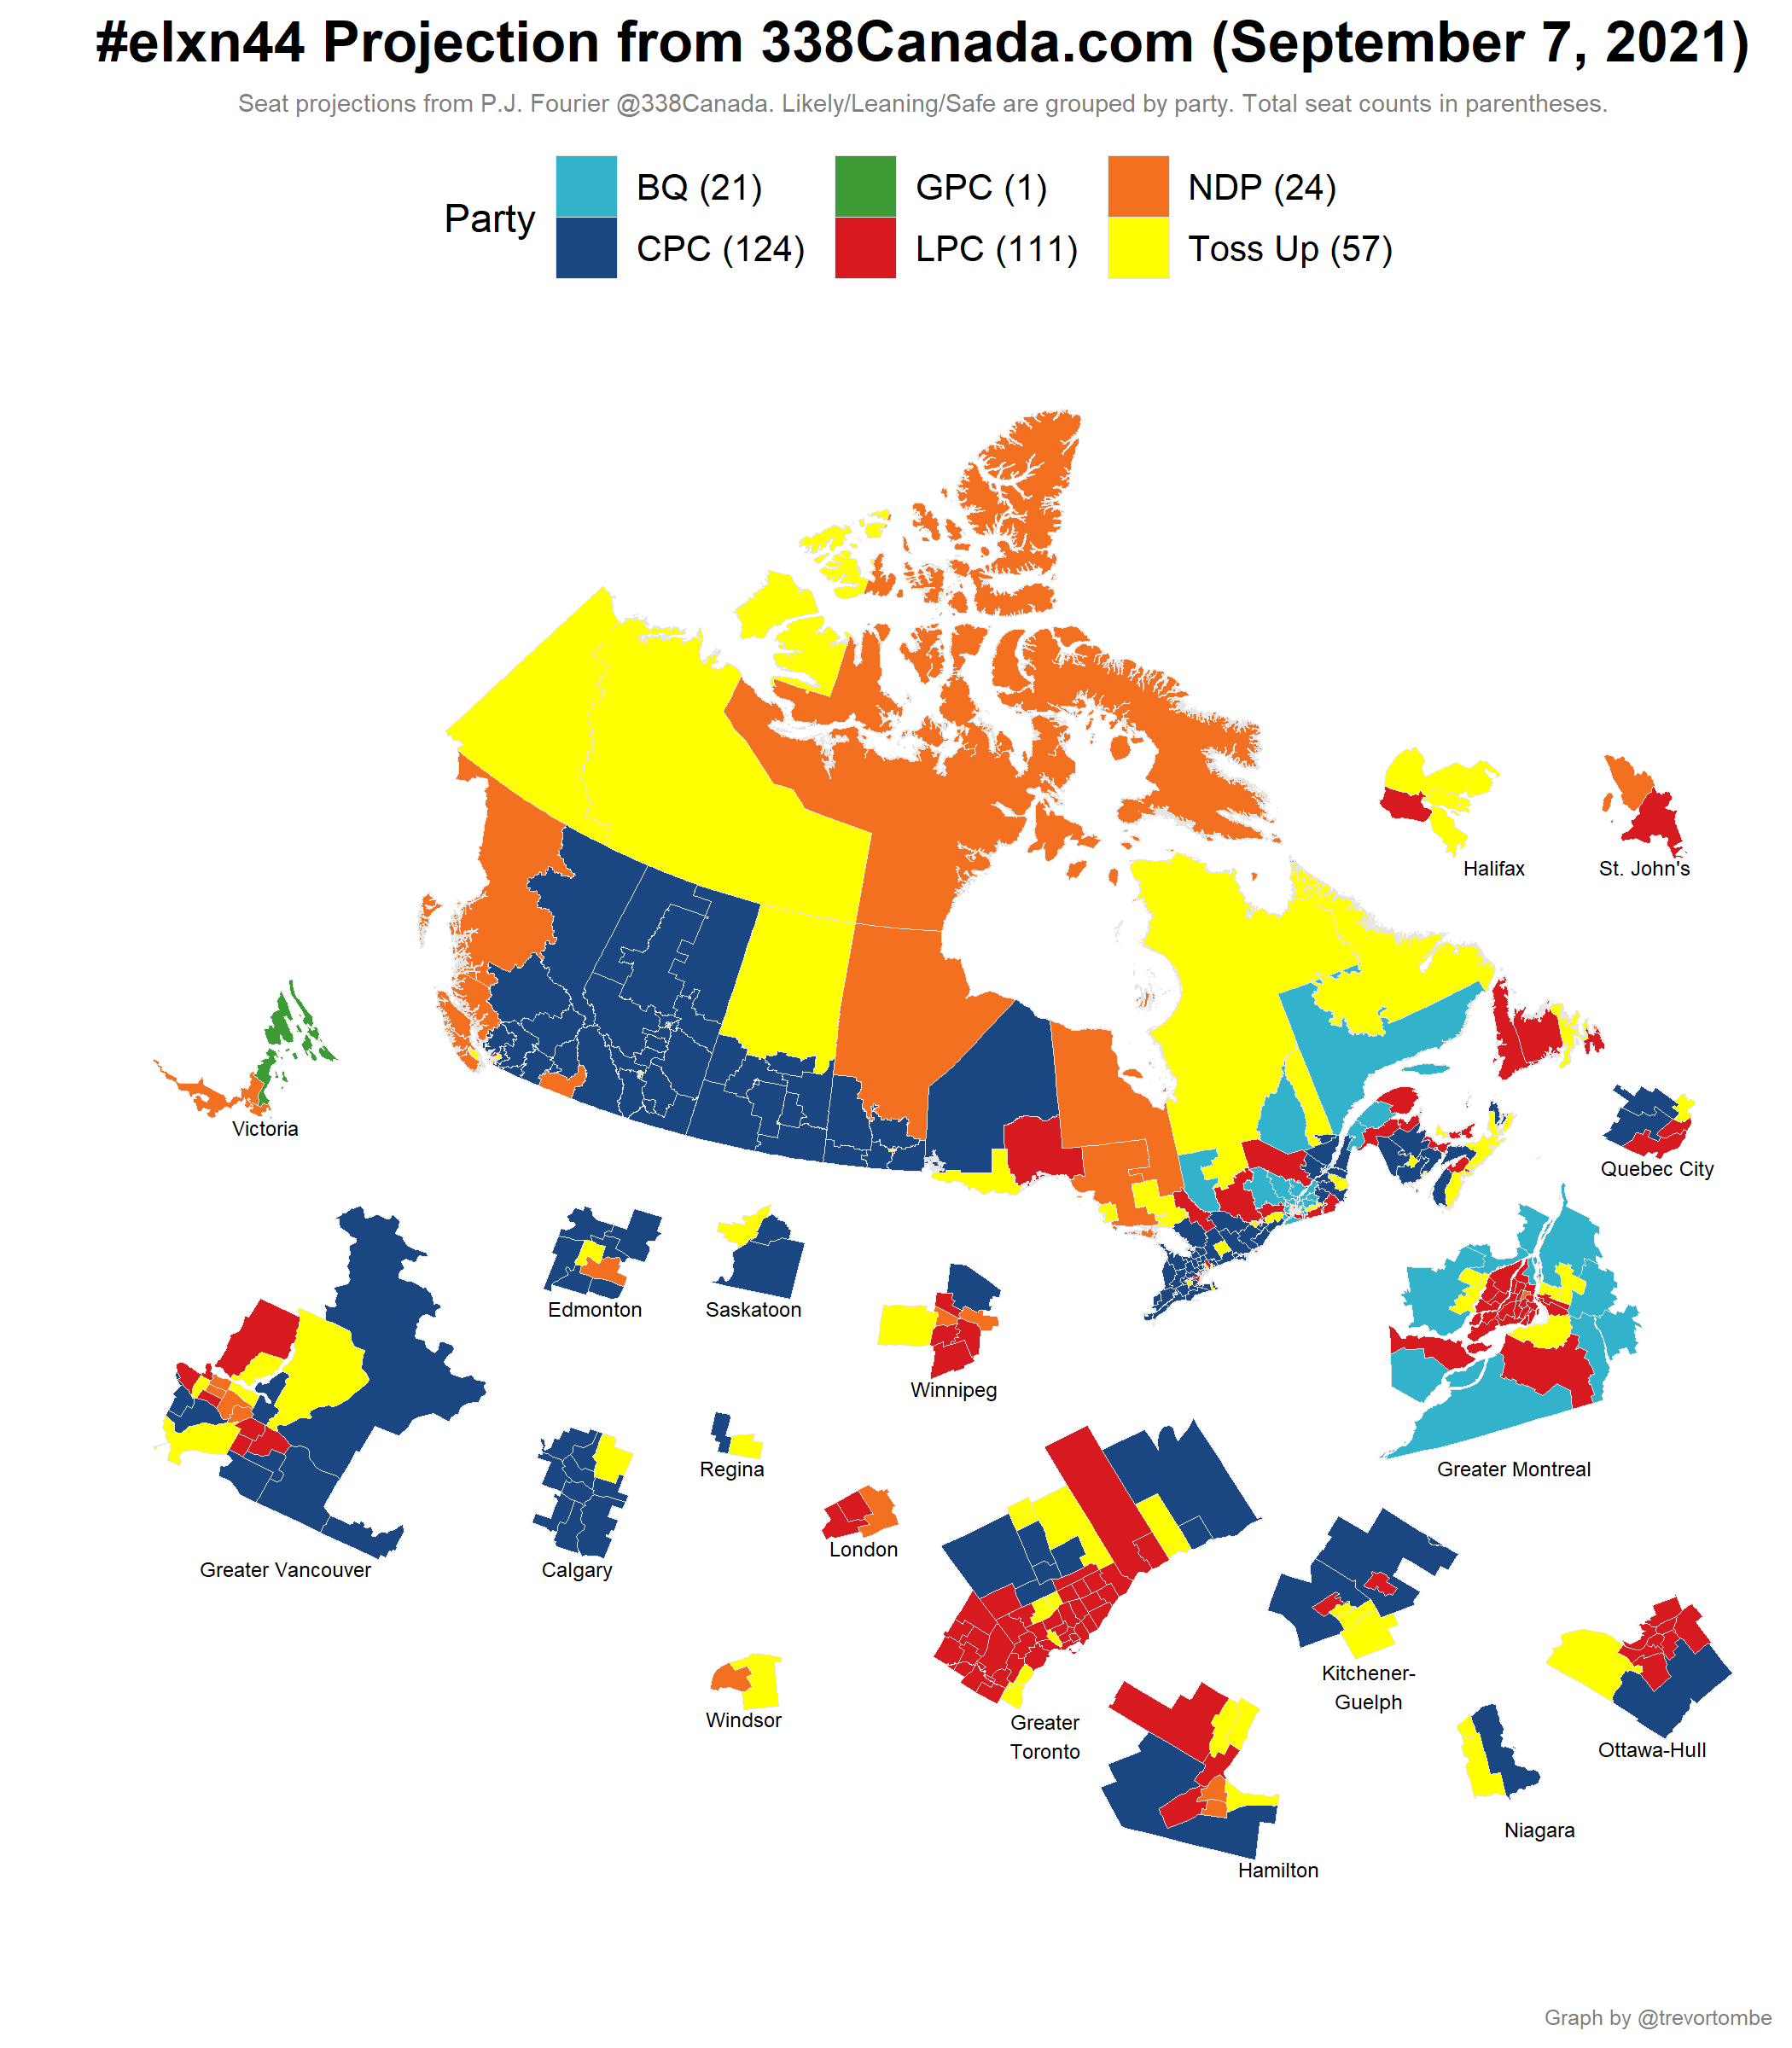 #elxn44 Projection from 338Canada.com (September 7, 2021)
Seat projections from P.J. Fourier @338Canada. Likely/Leaning/Safe are grouped by party. Total seat counts in parentheses.
Party
BQ (21)
GPC (1)
NDP (24)
CPC (124)
LPC (111)
Toss Up (57)
Halifax
St. John's
Victoria
Quebec City
Edmonton
Saskatoon
Winnipeg
Regina
Greater Montreal
Greater Vancouver
Calgary
London
Kitchener-
Guelph
Windsor
Greater
Toronto
Ottawa-Hull
Niagara
Hamilton
Graph by @trevortombe